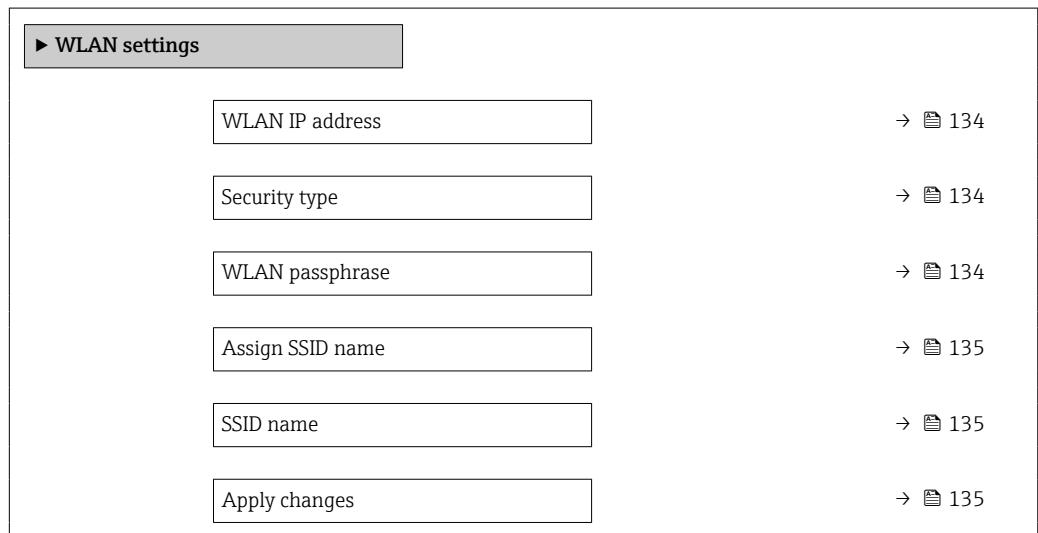 ▶ WLAN settings
WLAN IP address → 134
Security type → 134
WLAN passphrase → 134
Assign SSID name → 135
SSID name → 135
Apply changes → 135